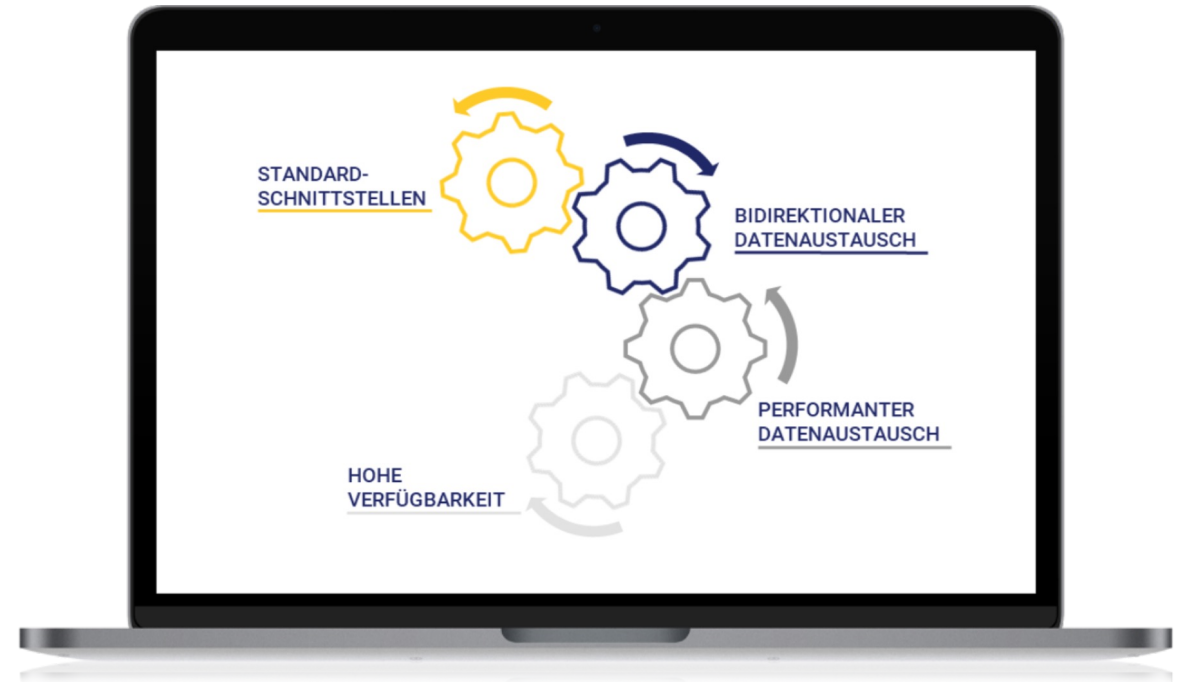 STANDARD-
SCHNITTSTELLEN
BIDIREKTIONALER
DATENAUSTAUSCH
PERFORMANTER
DATENAUSTAUSCH
HOHE
VERFÜGBARKEIT